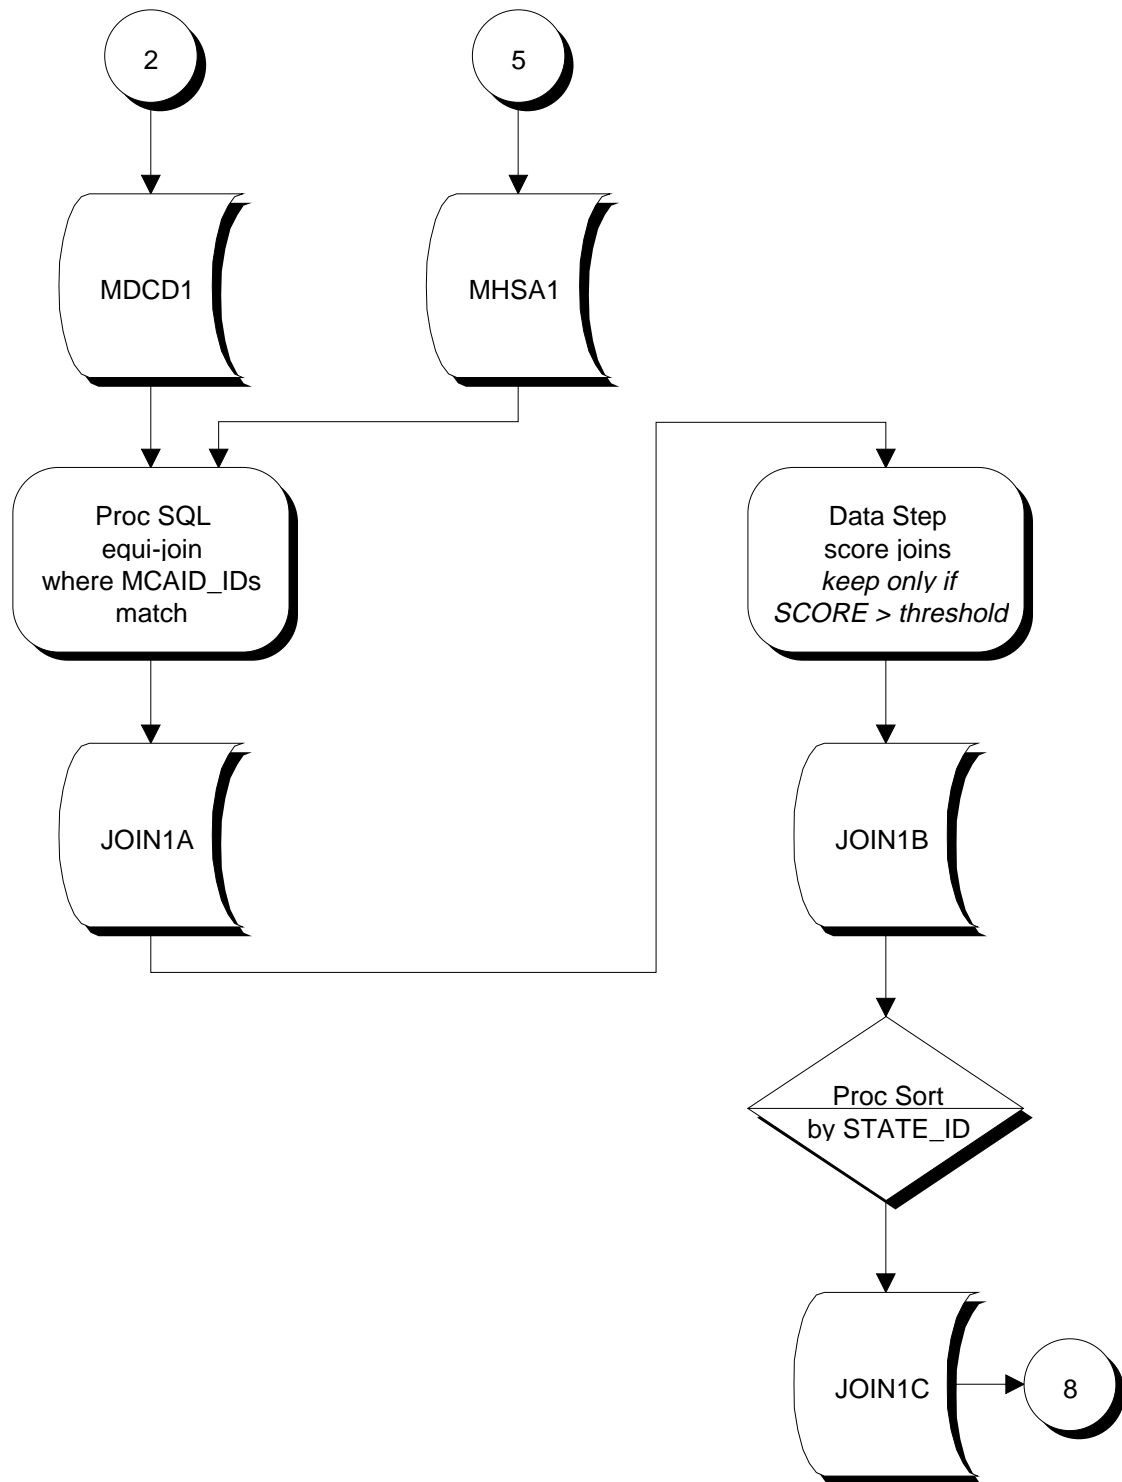 2
5
MDCD1
MHSA1
Proc SQL
equi-join
where MCAID_IDs
match
Data Step
score joins
keep only if
SCORE > threshold
JOIN1A
JOIN1B
Proc Sort
by STATE_ID
JOIN1C
8